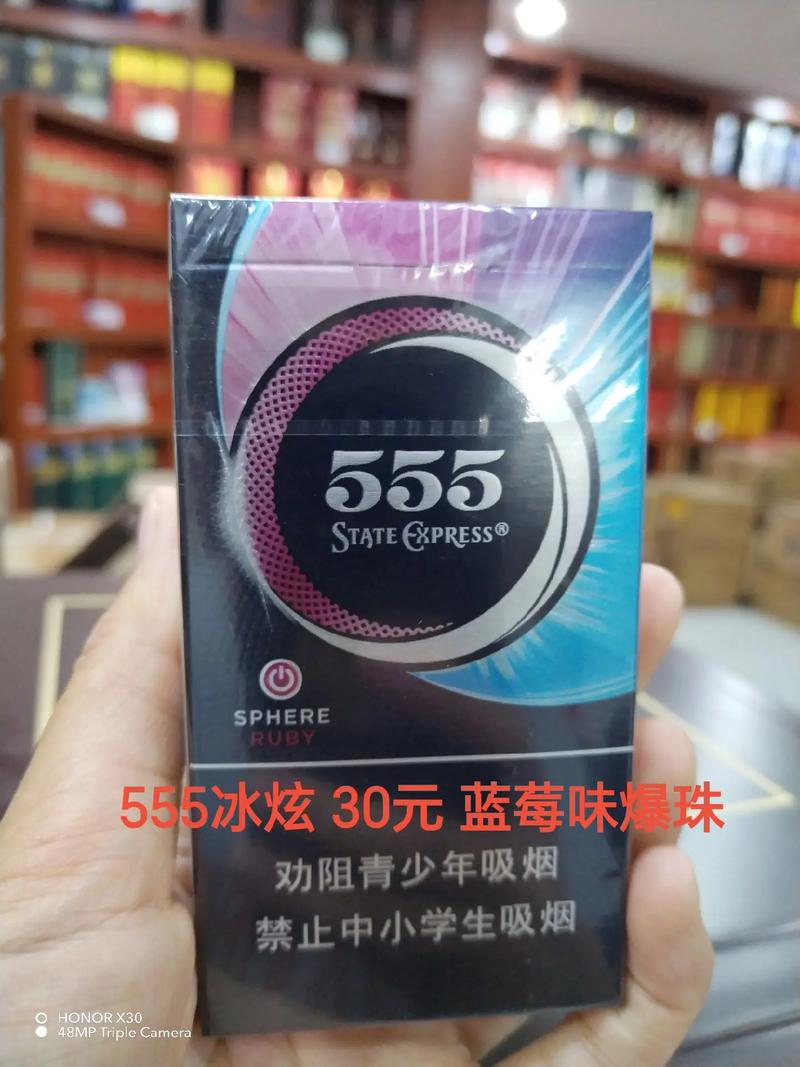 555
STATE EXPRESS®
SPHERE
RUBY
555冰炫 30元 蓝莓味爆珠
劝阻青少年吸烟
禁止中小学生吸烟
HONOR X30
48MP Triple Camera